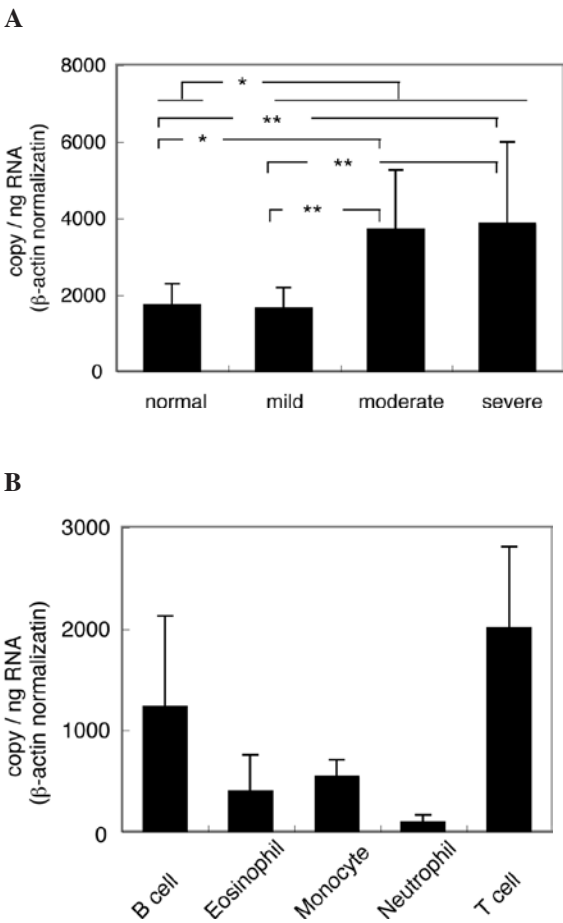 A
copy / ng RNA
(β-actin normalizatin)
8000
6000
4000
2000
0
*
**
*
**
**
normal mild moderate severe
B
copy / ng RNA
(β-actin normalizatin)
3000
2000
1000
0
B cell Eosinophil Monocyte Neutrophil T cell